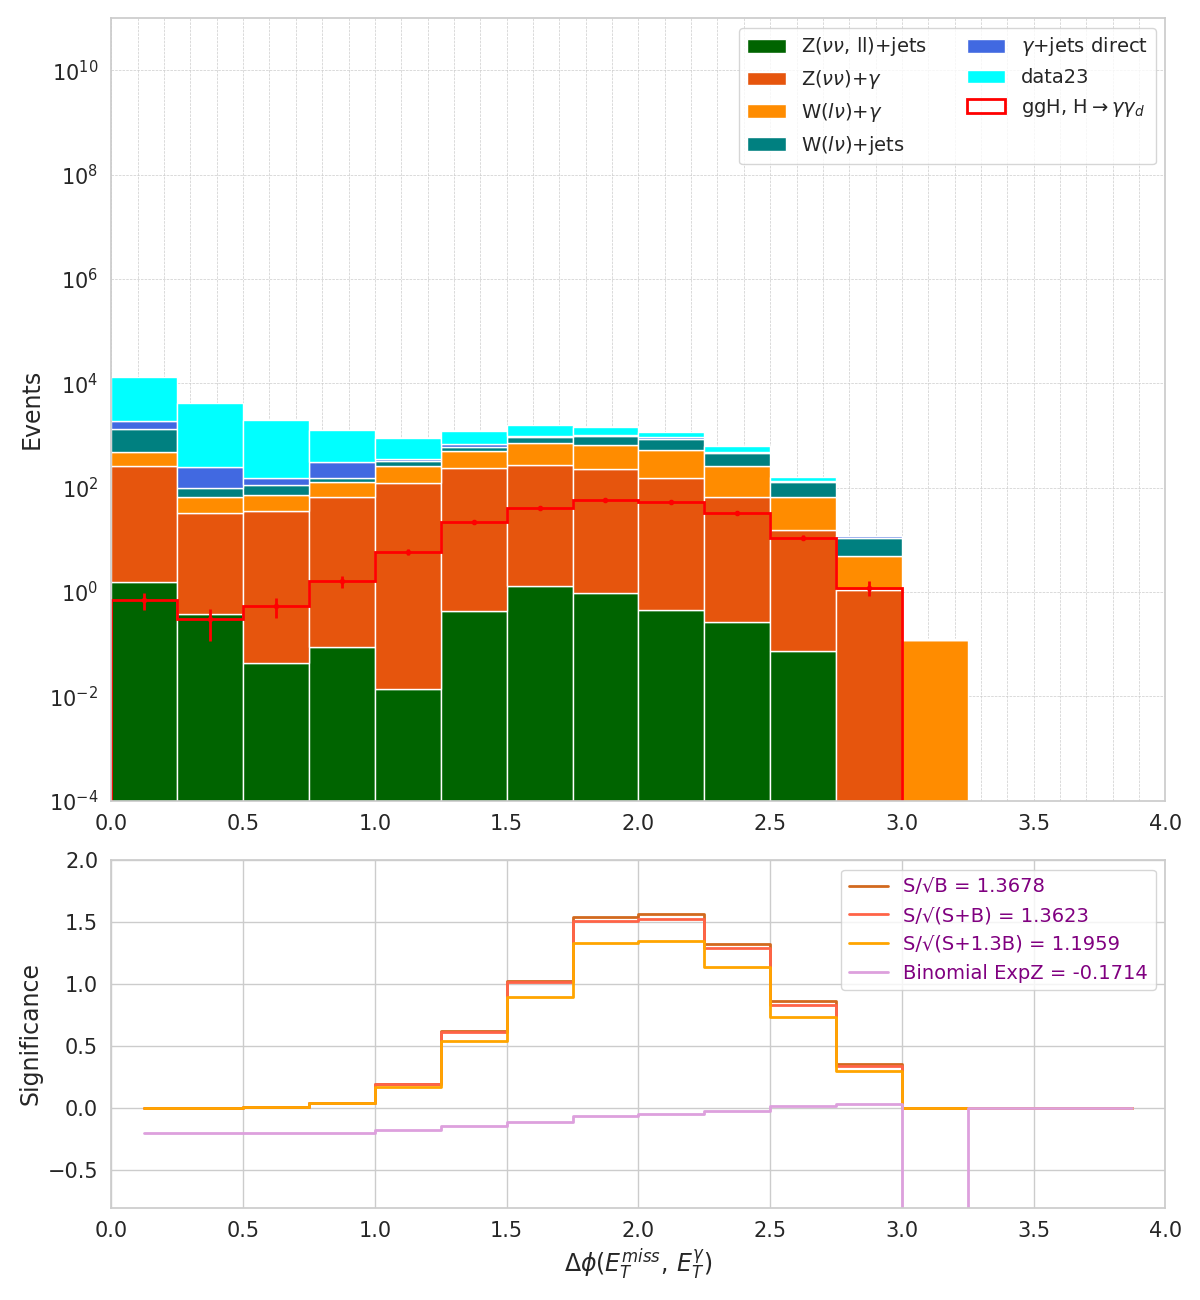 Z(νν, ll)+jets
Z(νν)+γ
W(lν)+γ
W(lν)+jets
γ+jets direct
data23
ggH, H→γγ_d
Events
10^10
10^8
10^6
10^4
10^2
10^0
10^−2
10^−4
0.0 0.5 1.0 1.5 2.0 2.5 3.0 3.5 4.0
S/√B = 1.3678
S/√(S+B) = 1.3623
S/√(S+1.3B) = 1.1959
Binomial ExpZ = -0.1714
Significance
2.0
1.5
1.0
0.5
0.0
−0.5
0.0 0.5 1.0 1.5 2.0 2.5 3.0 3.5 4.0
Δϕ(E_T^miss, E_T^γ)